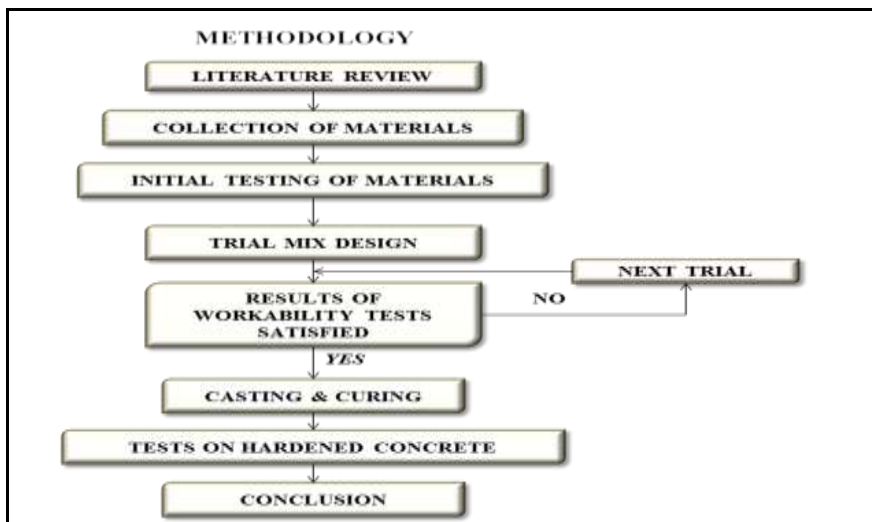 METHODOLOGY
LITERATURE REVIEW
COLLECTION OF MATERIALS
INITIAL TESTING OF MATERIALS
TRIAL MIX DESIGN
NEXT TRIAL
RESULTS OF
WORKABILITY TESTS
SATISFIED
NO
YES
CASTING & CURING
TESTS ON HARDENED CONCRETE
CONCLUSION